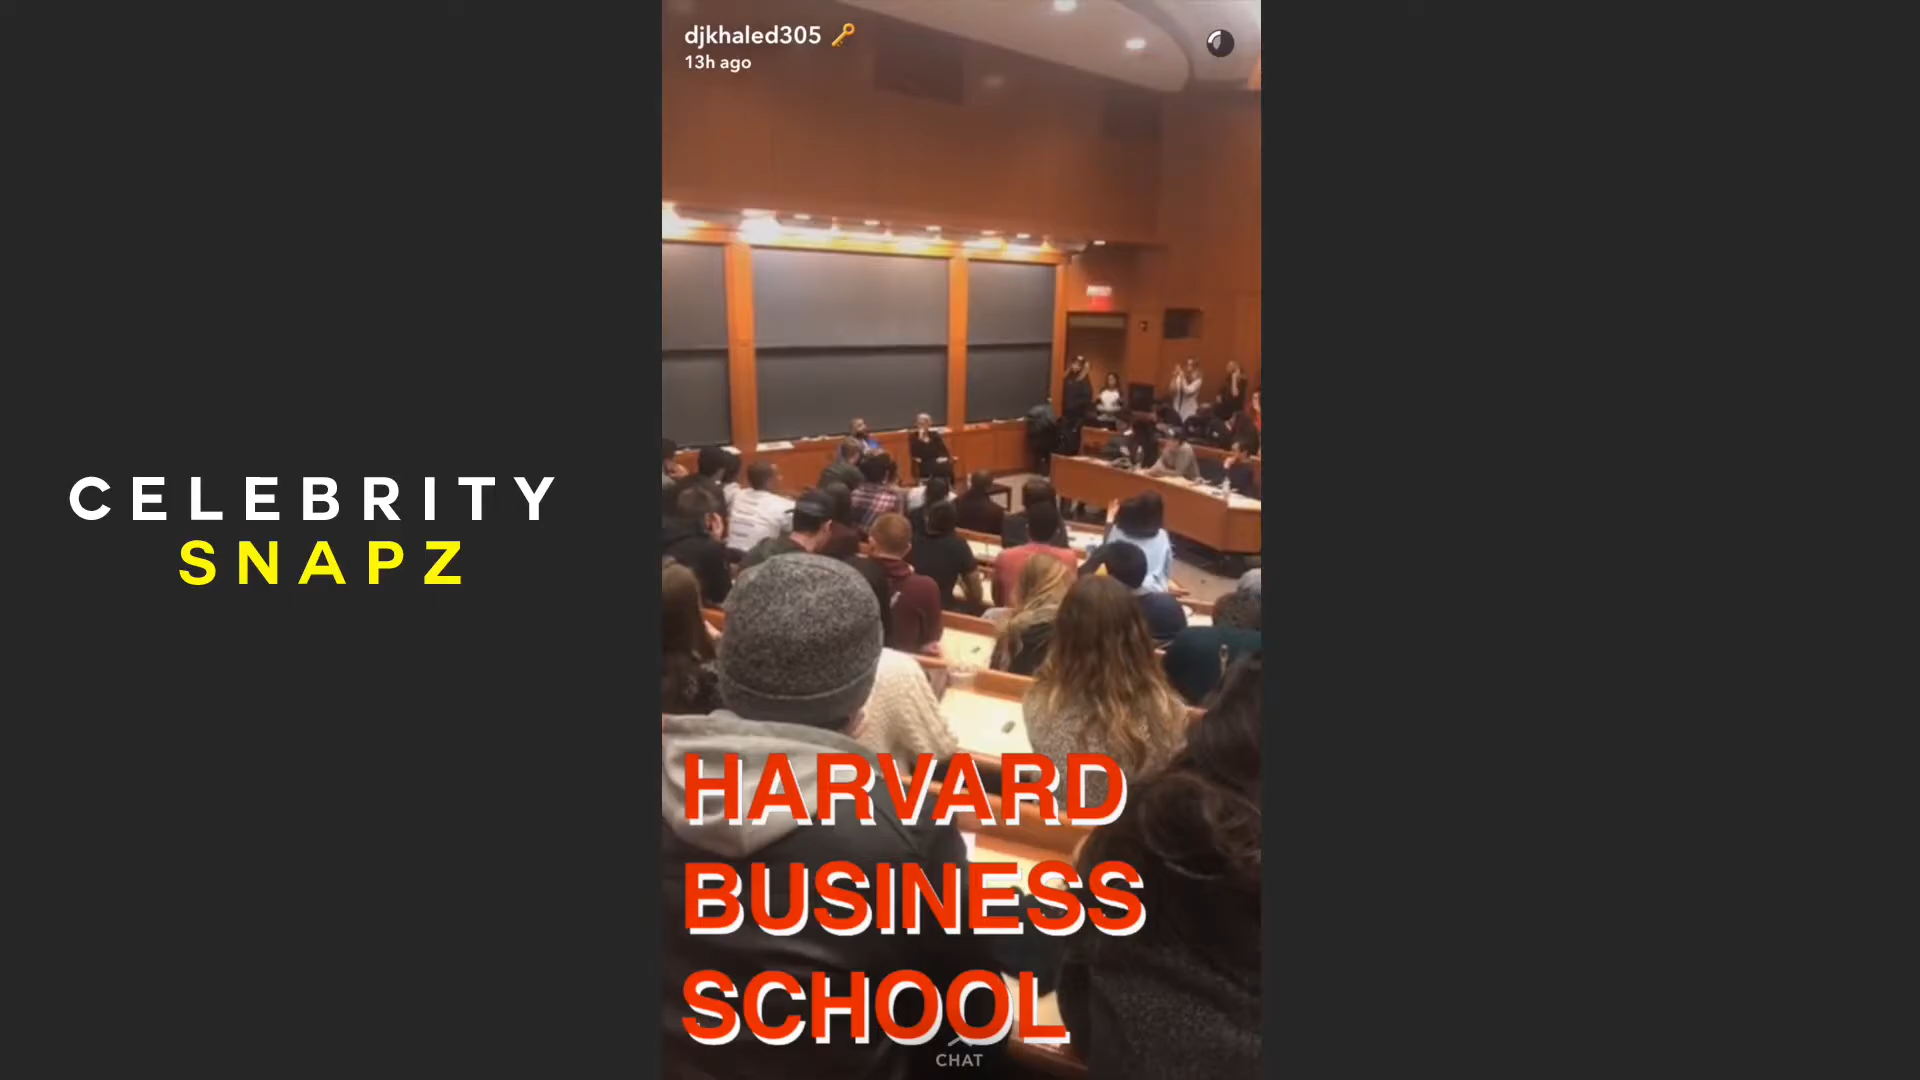 CELEBRITY
SNAPZ
djkhaled305 🔑
13h ago
HARVARD
BUSINESS
SCHOOL
CHAT